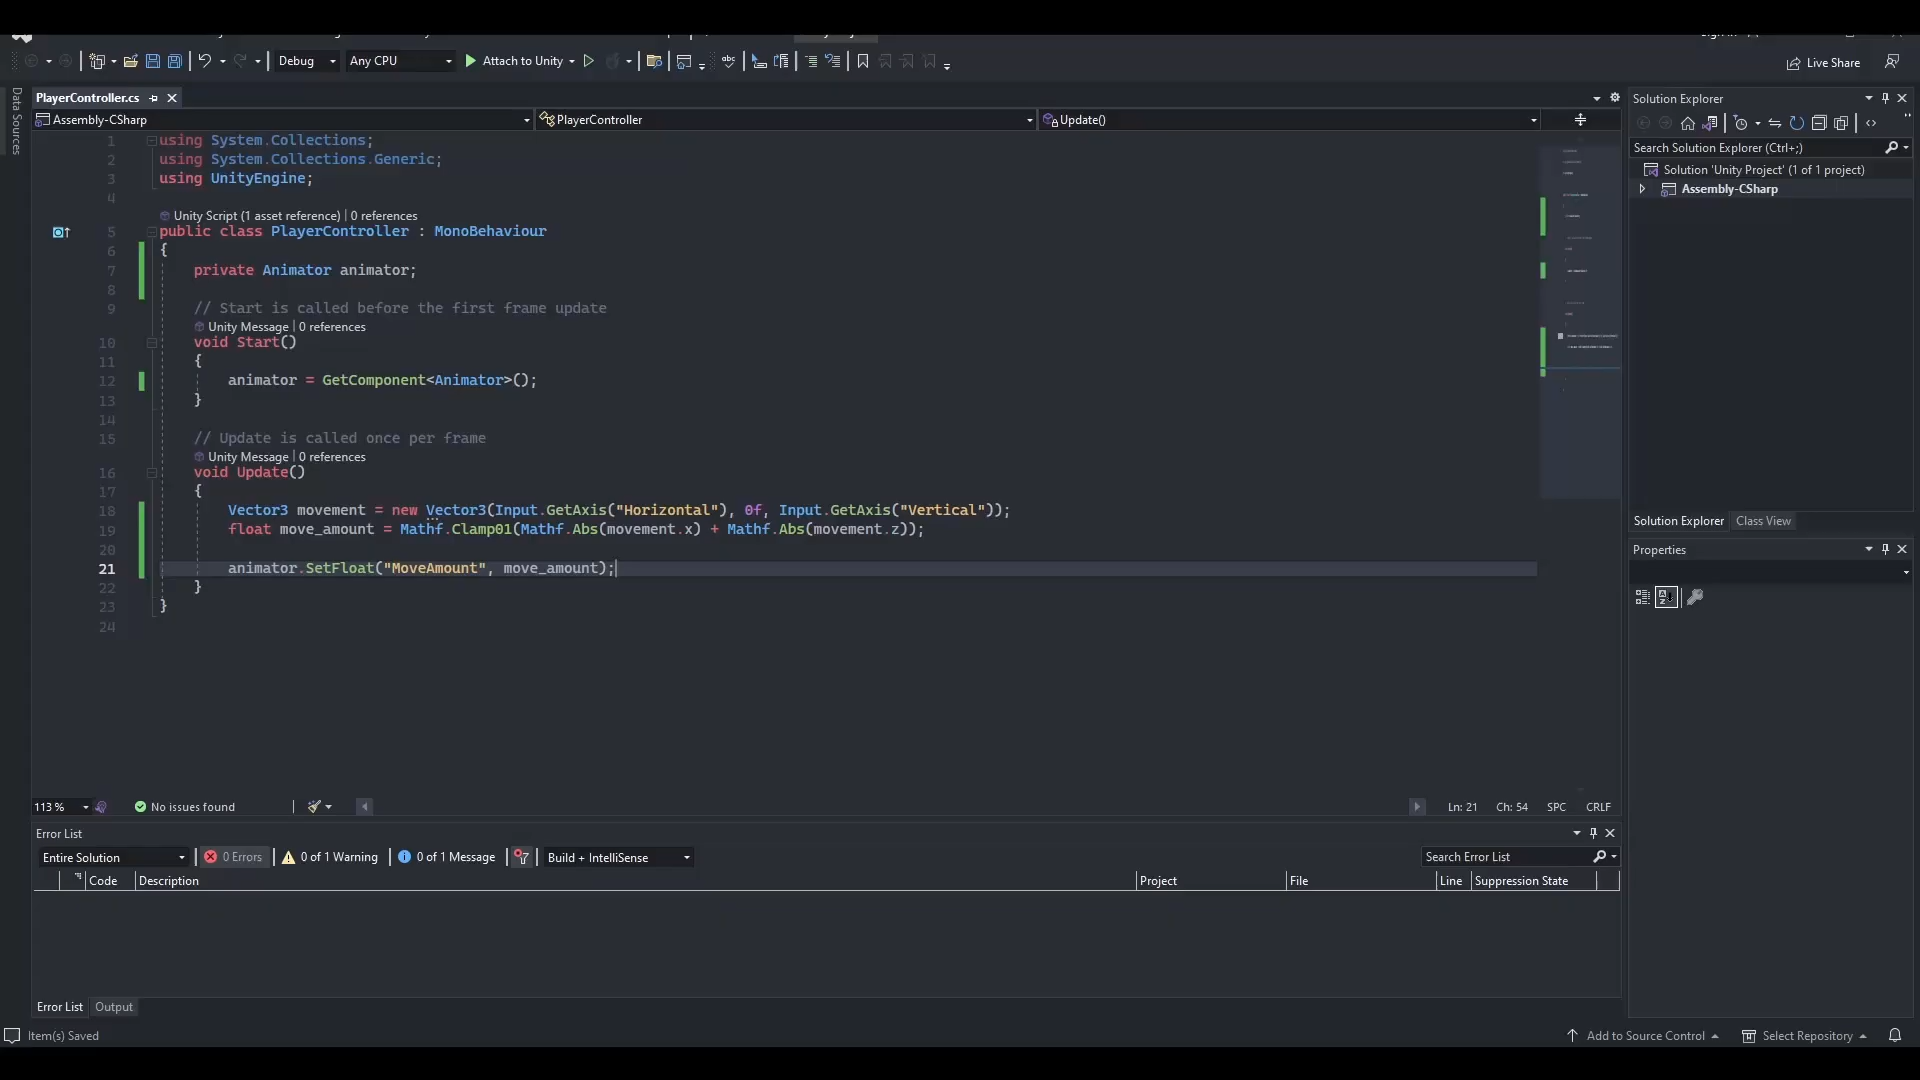 Debug
Any CPU
Attach to Unity
Live Share
Data Sources
PlayerController.cs
Assembly-CSharp
PlayerController
Update()
1 using System.Collections;
2 using System.Collections.Generic;
3 using UnityEngine;
4
Unity Script (1 asset reference) | 0 references
5 public class PlayerController : MonoBehaviour
6 {
7 private Animator animator;
8
9 // Start is called before the first frame update
Unity Message | 0 references
10 void Start()
11 {
12 animator = GetComponent<Animator>();
13 }
14
15 // Update is called once per frame
Unity Message | 0 references
16 void Update()
17 {
18 Vector3 movement = new Vector3(Input.GetAxis("Horizontal"), 0f, Input.GetAxis("Vertical"));
19 float move_amount = Mathf.Clamp01(Mathf.Abs(movement.x) + Mathf.Abs(movement.z));
20
21 animator.SetFloat("MoveAmount", move_amount);
22 }
23 }
24
113 %
No issues found
Ln: 21
Ch: 54
SPC
CRLF
Error List
Entire Solution
0 Errors
0 of 1 Warning
0 of 1 Message
Build + IntelliSense
Search Error List
Code
Description
Project
File
Line
Suppression State
Error List
Output
Solution Explorer
Search Solution Explorer (Ctrl+;)
Solution 'Unity Project' (1 of 1 project)
Assembly-CSharp
Solution Explorer
Class View
Properties
Item(s) Saved
Add to Source Control
Select Repository